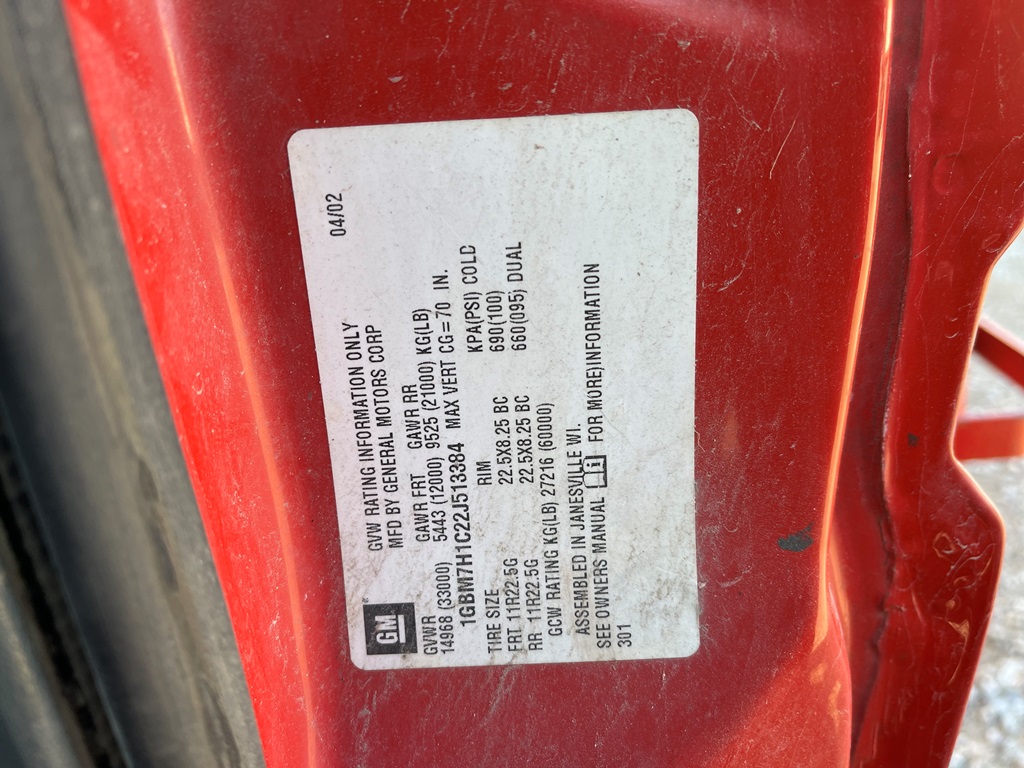 GM
GVW RATING INFORMATION ONLY 04/02
MFD BY GENERAL MOTORS CORP
GVWR GAWR FRT GAWR RR
14968 (33000) 5443 (12000) 9525 (21000) KG(LB)
1GBM7H1C22J513384 MAX VERT CG=70 IN.
TIRE SIZE RIM KPA(PSI) COLD
FRT 11R22.5G 22.5X8.25 BC 690(100)
RR 11R22.5G 22.5X8.25 BC 660(095) DUAL
GCW RATING KG(LB) 27216 (60000)
ASSEMBLED IN JANESVILLE WI.
SEE OWNERS MANUAL FOR MORE)INFORMATION
301